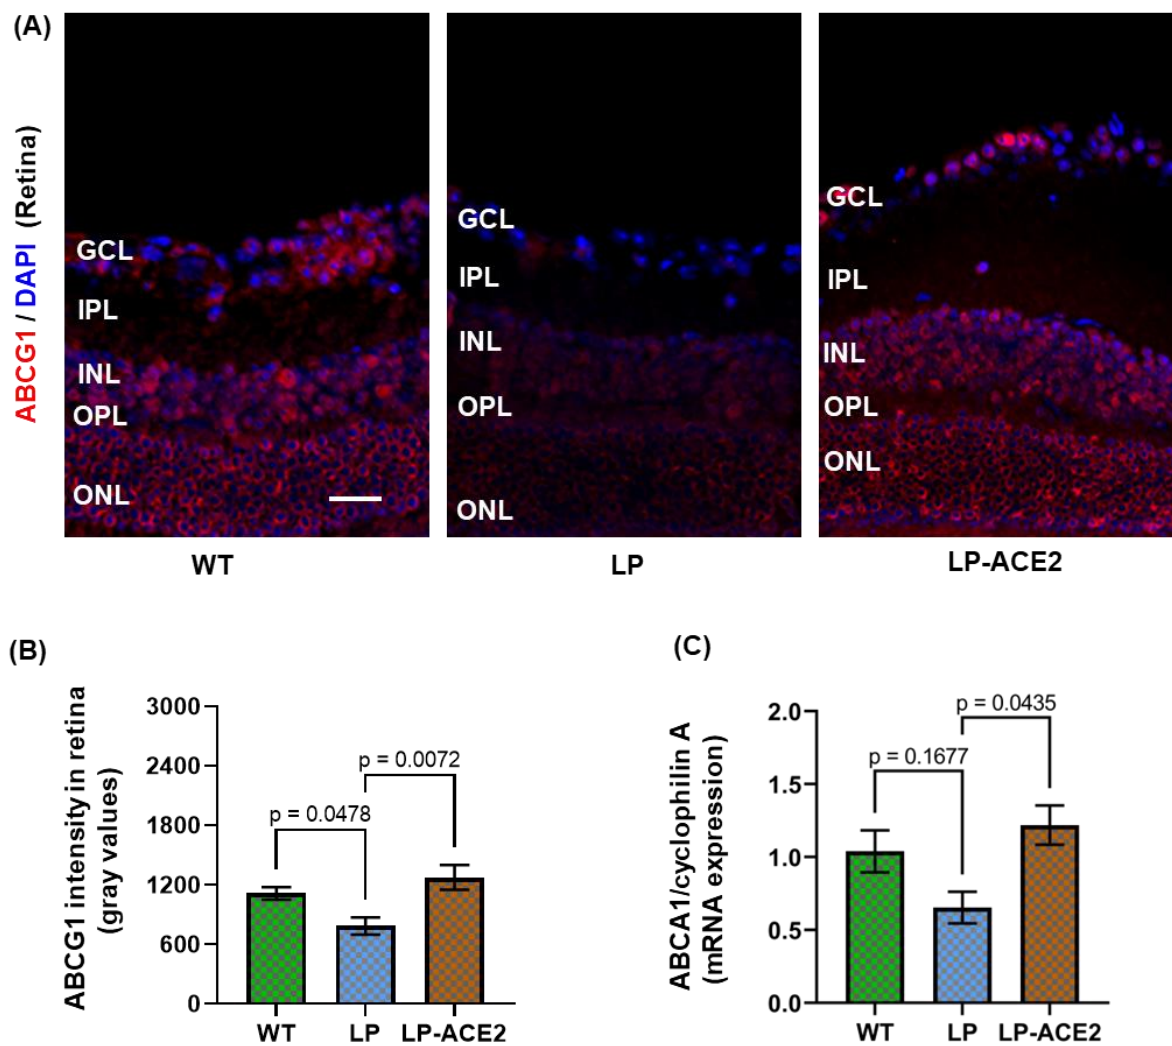 (A)
ABCG1 / DAPI (Retina)
GCL
IPL
INL
OPL
ONL
WT
GCL
IPL
INL
OPL
ONL
LP
GCL
IPL
INL
OPL
ONL
LP-ACE2
(B)
ABCG1 intensity in retina
(gray values)
3000
2400
1800
1200
600
0
p = 0.0072
p = 0.0478
WT
LP
LP-ACE2
(C)
ABCA1/cyclophilin A
(mRNA expression)
2.0
1.5
1.0
0.5
0.0
p = 0.0435
p = 0.1677
WT
LP
LP-ACE2